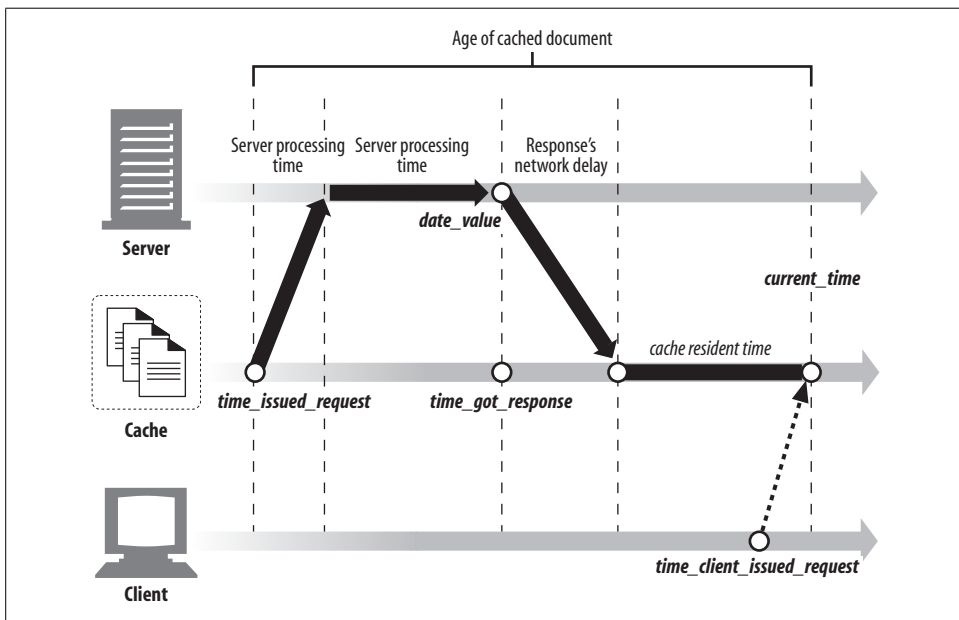 Age of cached document
Server processing
time
Server processing
time
Response's
network delay
date_value
Server
current_time
cache resident time
time_issued_request
time_got_response
Cache
time_client_issued_request
Client